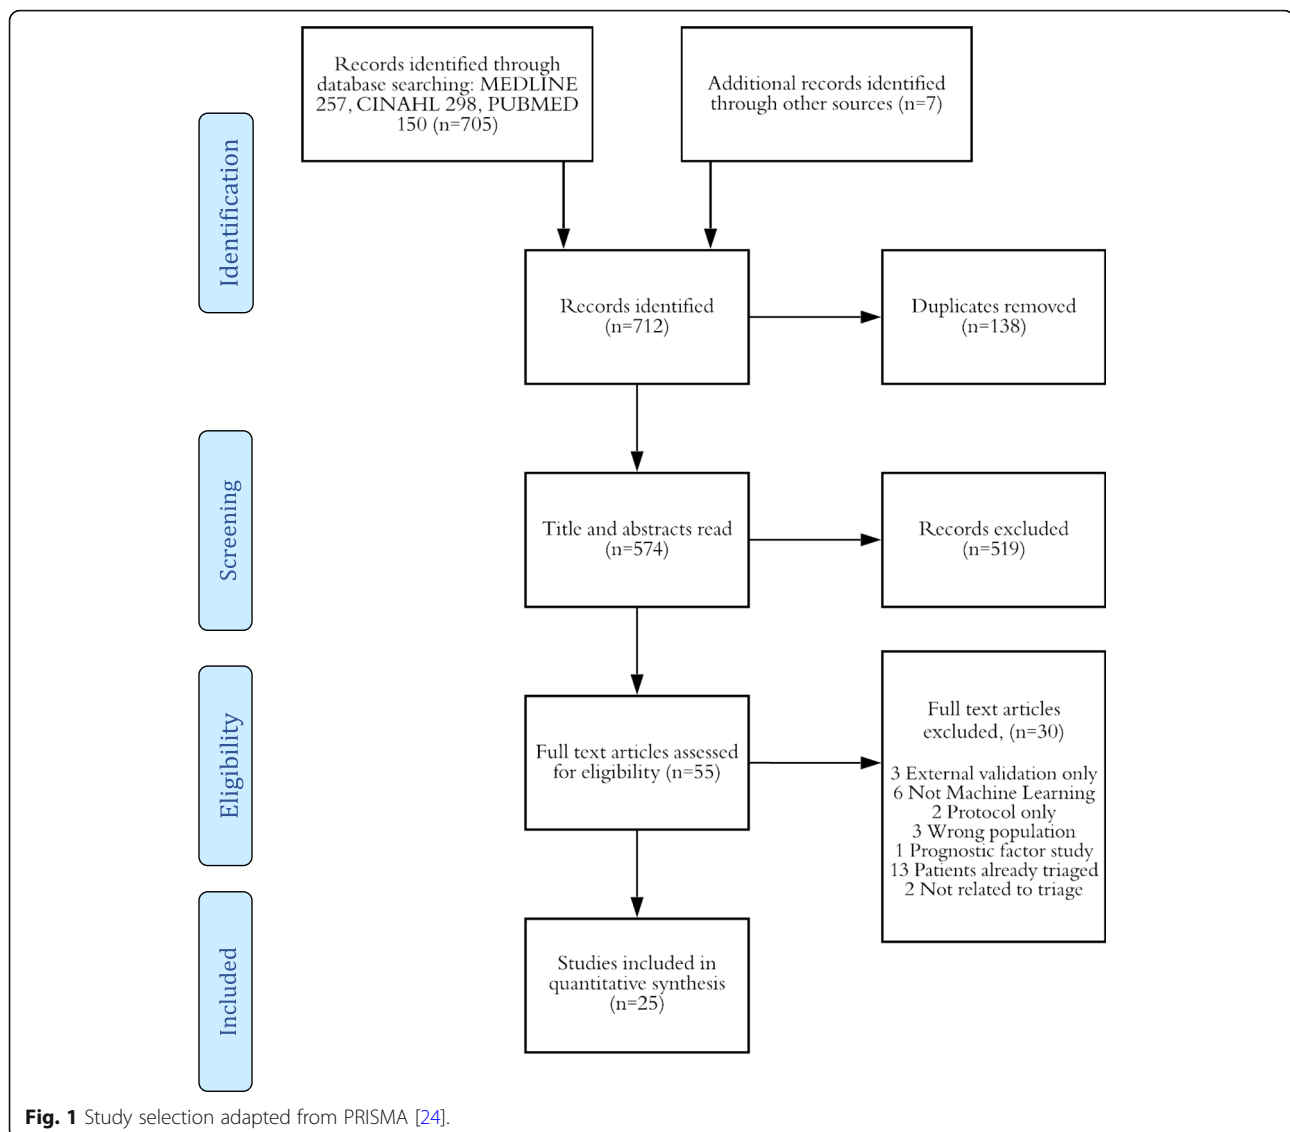 Records identified through
database searching: MEDLINE
257, CINAHL 298, PUBMED
150 (n=705)
Additional records identified
through other sources (n=7)
Identification
Records identified
(n=712)
Duplicates removed
(n=138)
Screening
Title and abstracts read
(n=574)
Records excluded
(n=519)
Eligibility
Full text articles assessed
for eligibility (n=55)
Full text articles
excluded, (n=30)
3 External validation only
6 Not Machine Learning
2 Protocol only
3 Wrong population
1 Prognostic factor study
13 Patients already triaged
2 Not related to triage
Included
Studies included in
quantitative synthesis
(n=25)
Fig. 1 Study selection adapted from PRISMA [24].